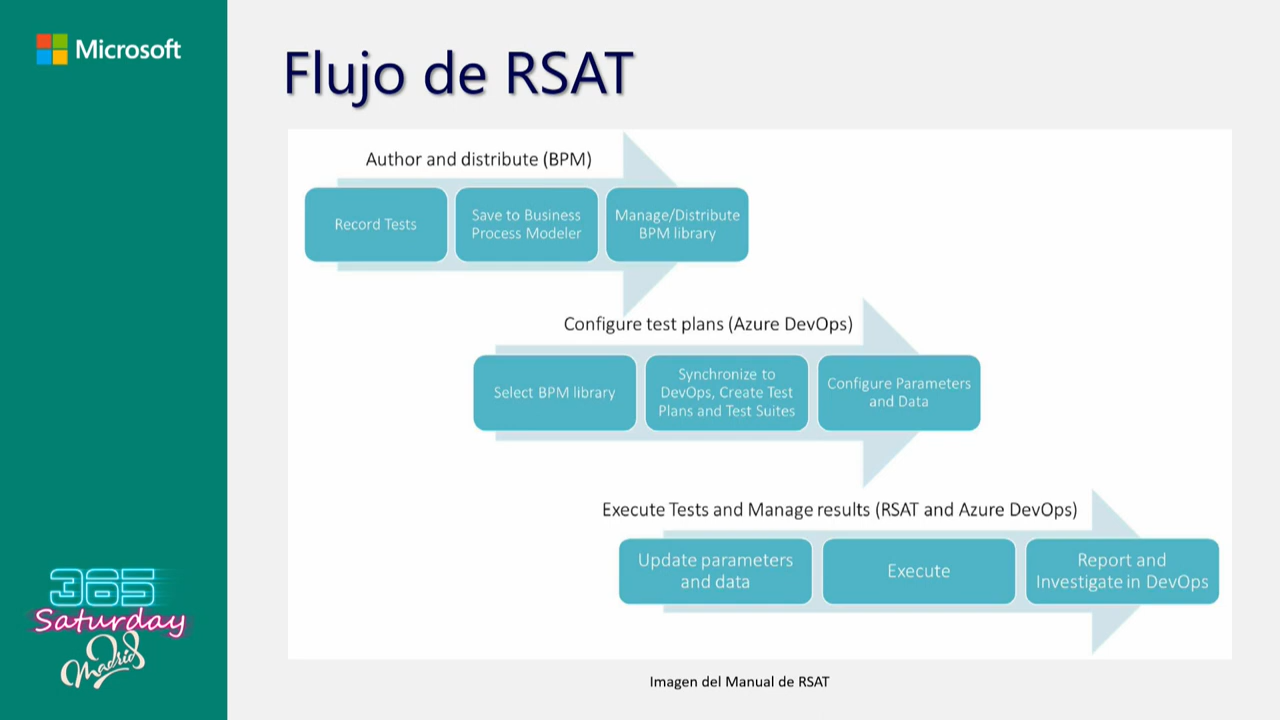 Microsoft
Flujo de RSAT
Author and distribute (BPM)
Record Tests
Save to Business
Process Modeler
Manage/Distribute
BPM library
Configure test plans (Azure DevOps)
Select BPM library
Synchronize to
DevOps, Create Test
Plans and Test Suites
Configure Parameters
and Data
Execute Tests and Manage results (RSAT and Azure DevOps)
Update parameters
and data
Execute
Report and
Investigate in DevOps
365
Saturday
Madrid
Imagen del Manual de RSAT